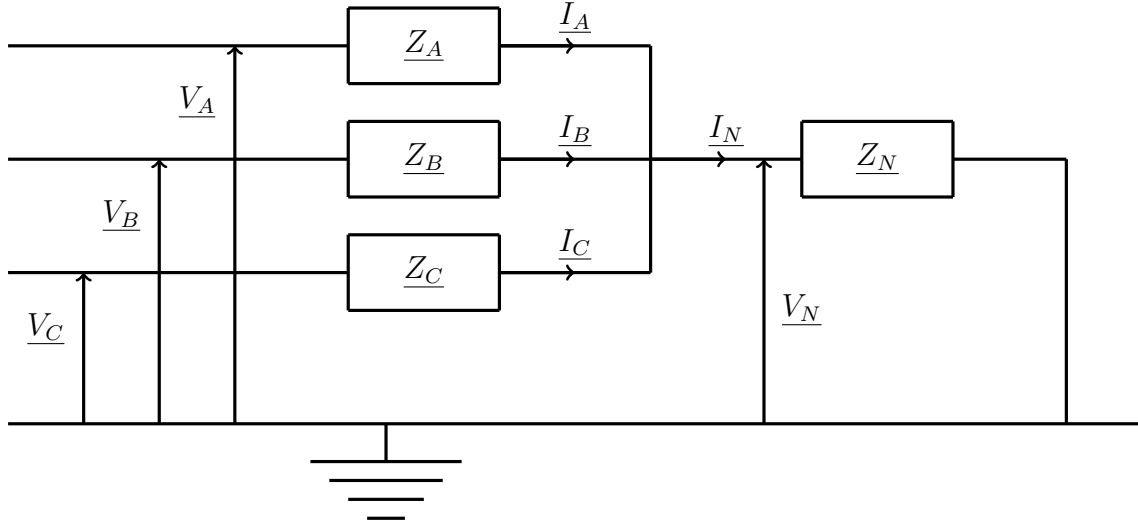 I_A
Z_A
V_A
I_B
I_N
Z_B
Z_N
V_B
I_C
Z_C
V_N
V_C